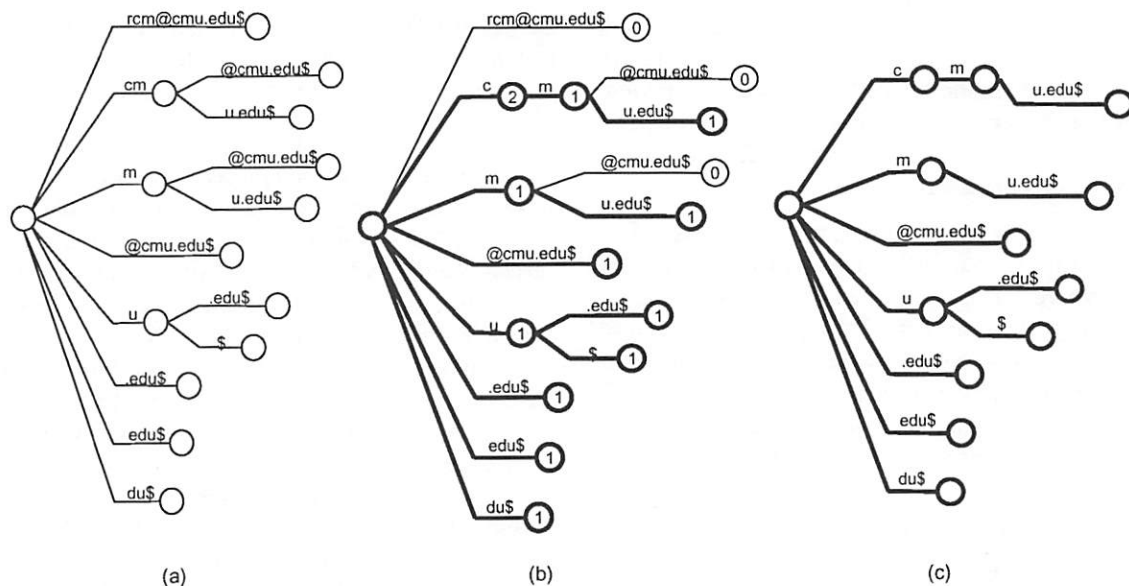 rcm@cmu.edu$
cm
@cmu.edu$
u.edu$
m
@cmu.edu$
u.edu$
@cmu.edu$
u
.edu$
$
.edu$
edu$
du$
(a)
rcm@cmu.edu$
0
c
2
m
1
@cmu.edu$
0
u.edu$
1
m
1
@cmu.edu$
0
u.edu$
1
@cmu.edu$
1
u
1
.edu$
1
$
1
.edu$
1
edu$
1
du$
1
(b)
c
m
u.edu$
m
u.edu$
@cmu.edu$
u
.edu$
$
.edu$
edu$
du$
(c)